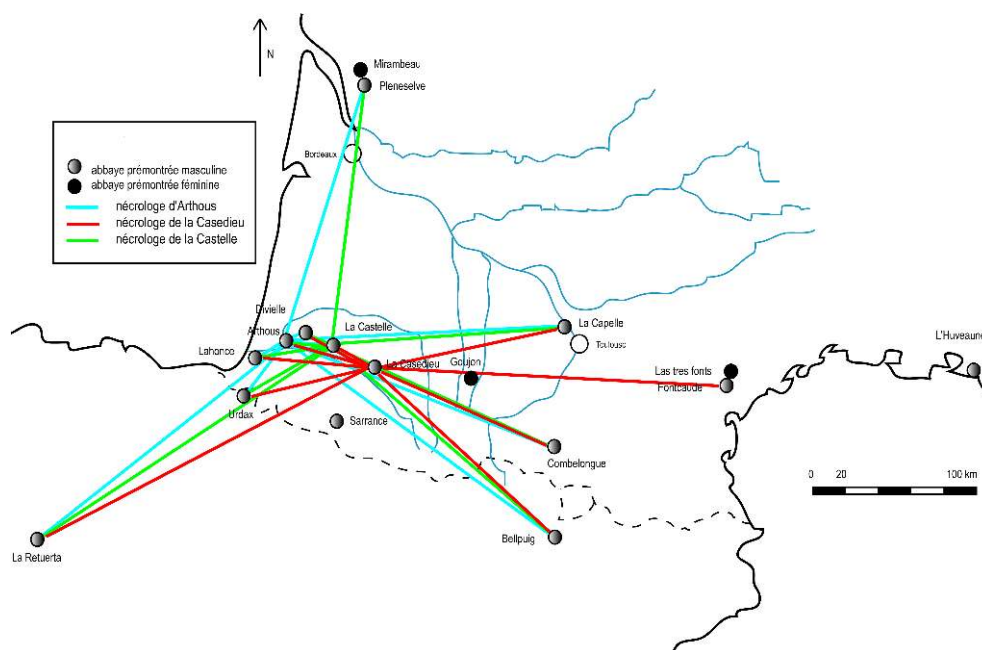 Mirambeau
N
Pleneselve
Bordeaux
abbaye prémontrée masculine
abbaye prémontrée féminine
nécrologe d'Arthous
nécrologe de la Casedieu
nécrologe de la Castelle
Divielle
Arthous
La Castelle
La Capelle
Toulouse
L'Huveaune
Lahonce
La Casedieu
Goujon
Las tres fonts
Fontcaude
Urdax
Sarrance
Combelongue
0 20 100 km
Bellpuig
La Retuerta